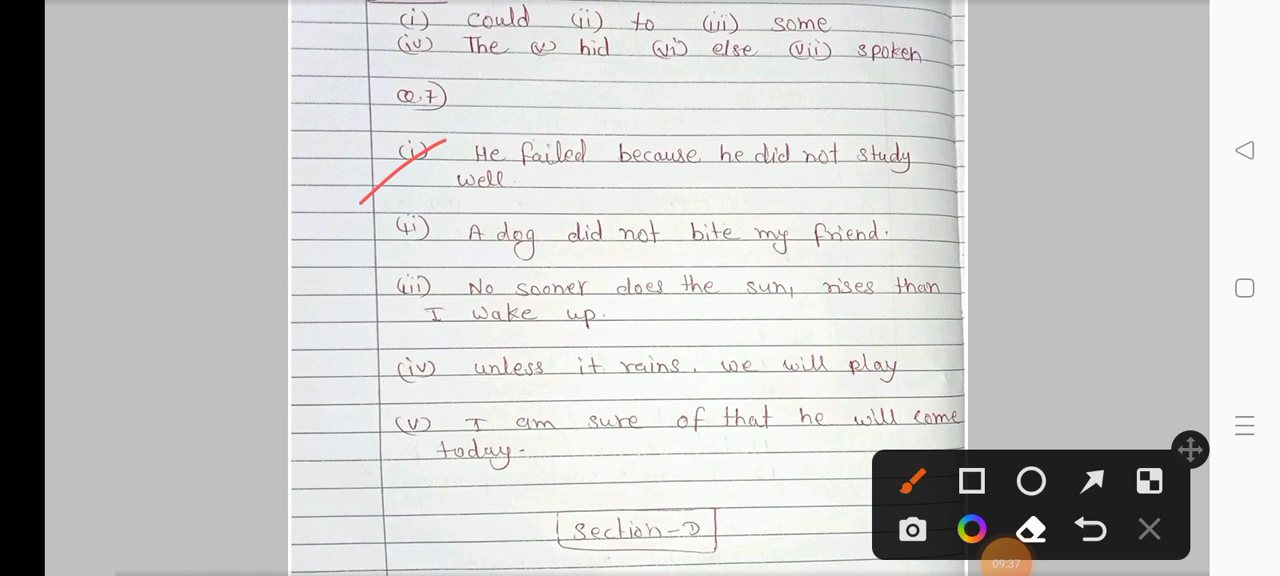 (i) could (ii) to (iii) some
(iv) The (v) hid (vi) else (vii) spoken
Q.7)
(i) He failed because he did not study
well.
(ii) A dog did not bite my friend.
(iii) No sooner does the sun, rises than
I wake up.
(iv) unless it rains. we will play
(v) I am sure of that he will come
today.
Section-D
09:37